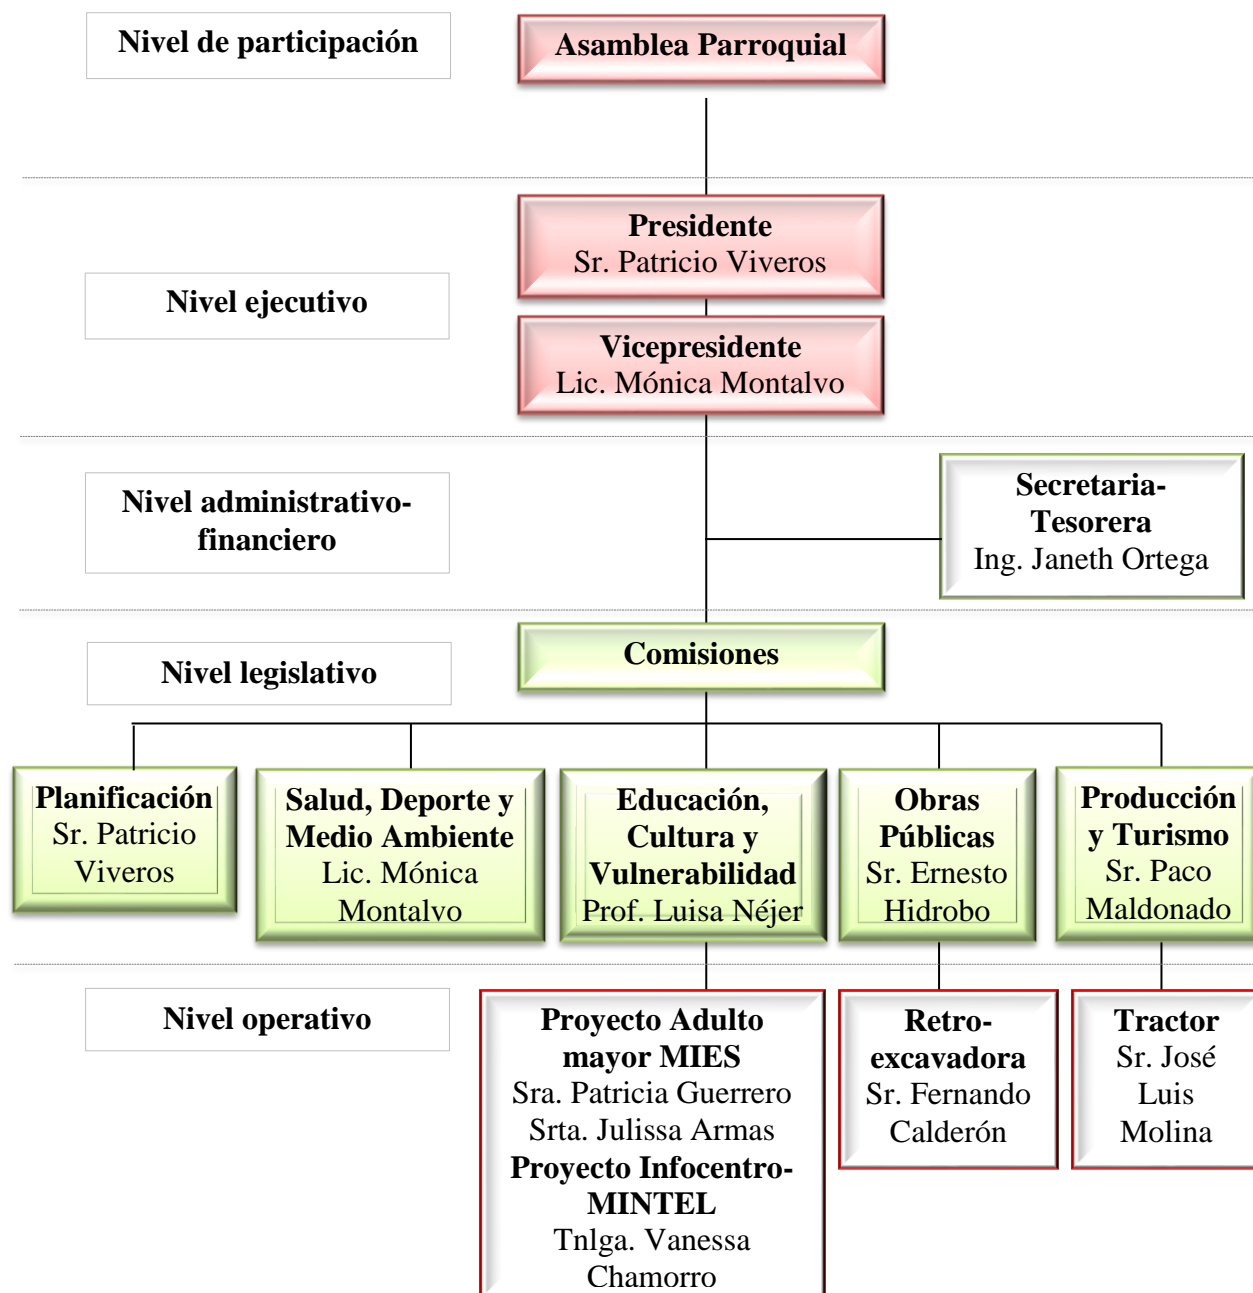 Nivel de participación
Asamblea Parroquial
Presidente
Sr. Patricio Viveros
Nivel ejecutivo
Vicepresidente
Lic. Mónica Montalvo
Nivel administrativo-
financiero
Secretaria-
Tesorera
Ing. Janeth Ortega
Nivel legislativo
Comisiones
Planificación
Sr. Patricio
Viveros
Salud, Deporte y
Medio Ambiente
Lic. Mónica
Montalvo
Educación,
Cultura y
Vulnerabilidad
Prof. Luisa Néjer
Obras
Públicas
Sr. Ernesto
Hidrobo
Producción
y Turismo
Sr. Paco
Maldonado
Nivel operativo
Proyecto Adulto
mayor MIES
Sra. Patricia Guerrero
Srta. Julissa Armas
Proyecto Infocentro-
MINTEL
Tnlga. Vanessa
Chamorro
Retro-
excavadora
Sr. Fernando
Calderón
Tractor
Sr. José
Luis
Molina